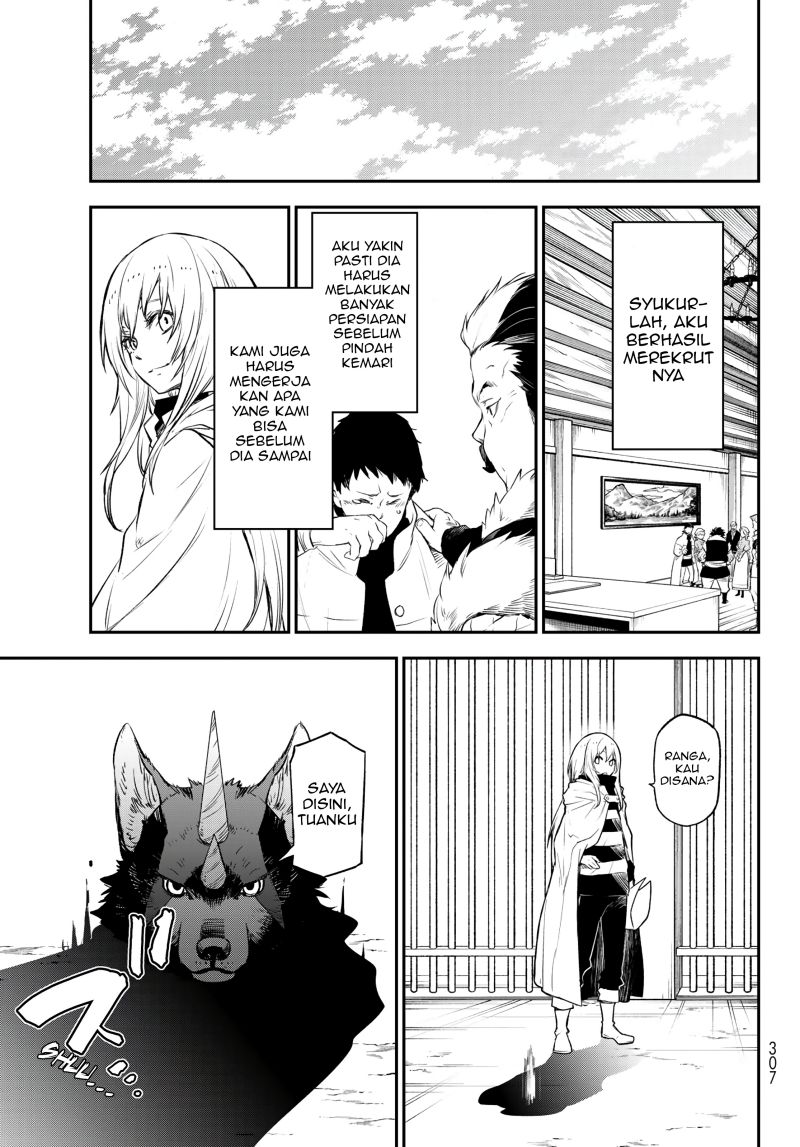 SYUKUR-
LAH, AKU
BERHASIL
MEREKRUT
NYA
AKU YAKIN
PASTI DIA
HARUS
MELAKUKAN
BANYAK
PERSIAPAN
SEBELUM
PINDAH
KEMARI
KAMI JUGA
HARUS
MENGERJA
KAN APA
YANG KAMI
BISA
SEBELUM
DIA SAMPAI
RANGA,
KAU
DISANA?
SAYA
DISINI,
TUANKU
SHUU...
307